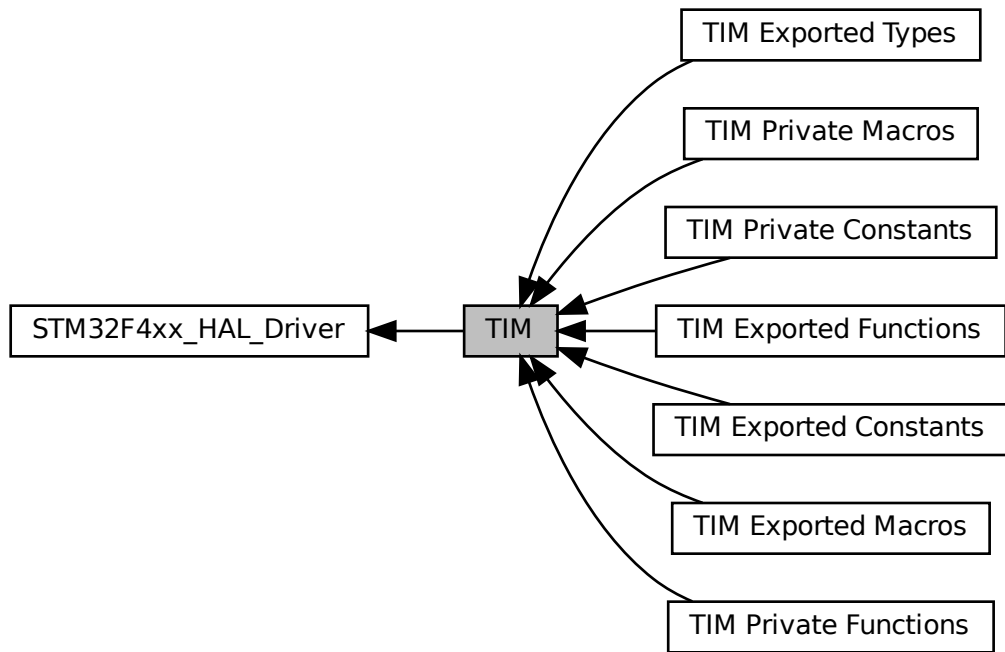 TIM Exported Types
TIM Private Macros
TIM Private Constants
STM32F4xx_HAL_Driver
TIM
TIM Exported Functions
TIM Exported Constants
TIM Exported Macros
TIM Private Functions